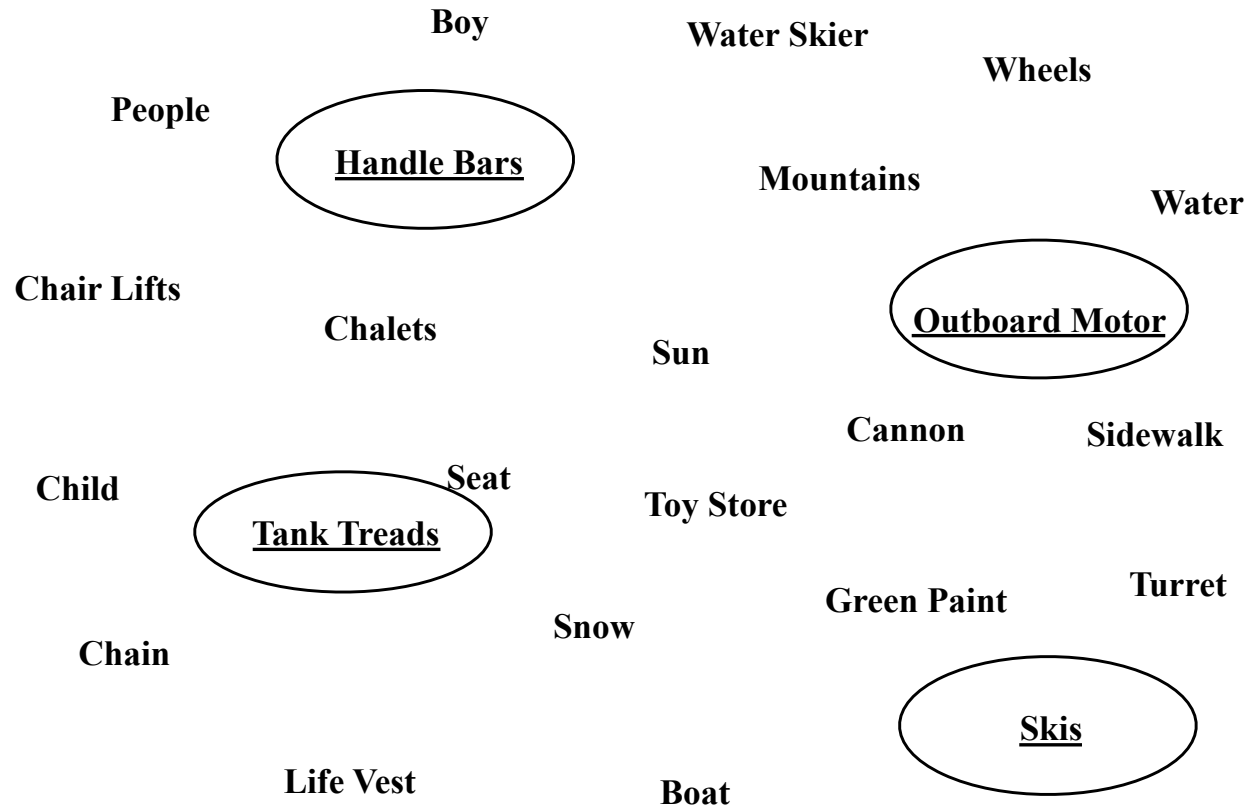 Boy
Water Skier
Wheels
People
Handle Bars
Mountains
Water
Chair Lifts
Chalets
Outboard Motor
Sun
Cannon
Sidewalk
Child
Seat
Toy Store
Tank Treads
Turret
Green Paint
Snow
Chain
Skis
Life Vest
Boat